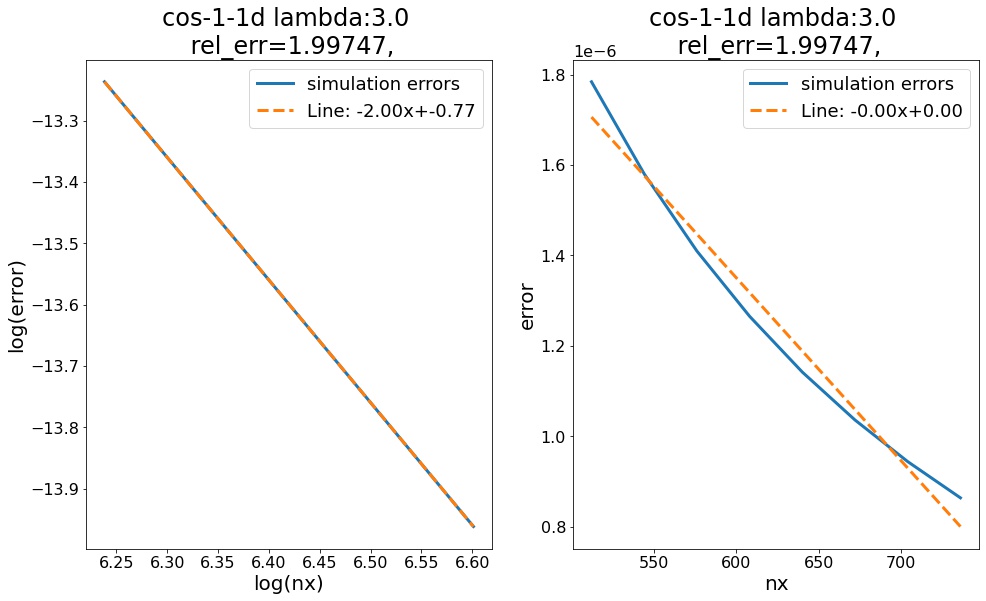 cos-1-1d lambda:3.0
rel_err=1.99747,
simulation errors
Line: -2.00x+-0.77
−13.3
−13.4
−13.5
−13.6
−13.7
−13.8
−13.9
log(error)
6.25 6.30 6.35 6.40 6.45 6.50 6.55 6.60
log(nx)
cos-1-1d lambda:3.0
rel_err=1.99747,
1e−6
simulation errors
Line: -0.00x+0.00
1.8
1.6
1.4
1.2
1.0
0.8
error
550 600 650 700
nx